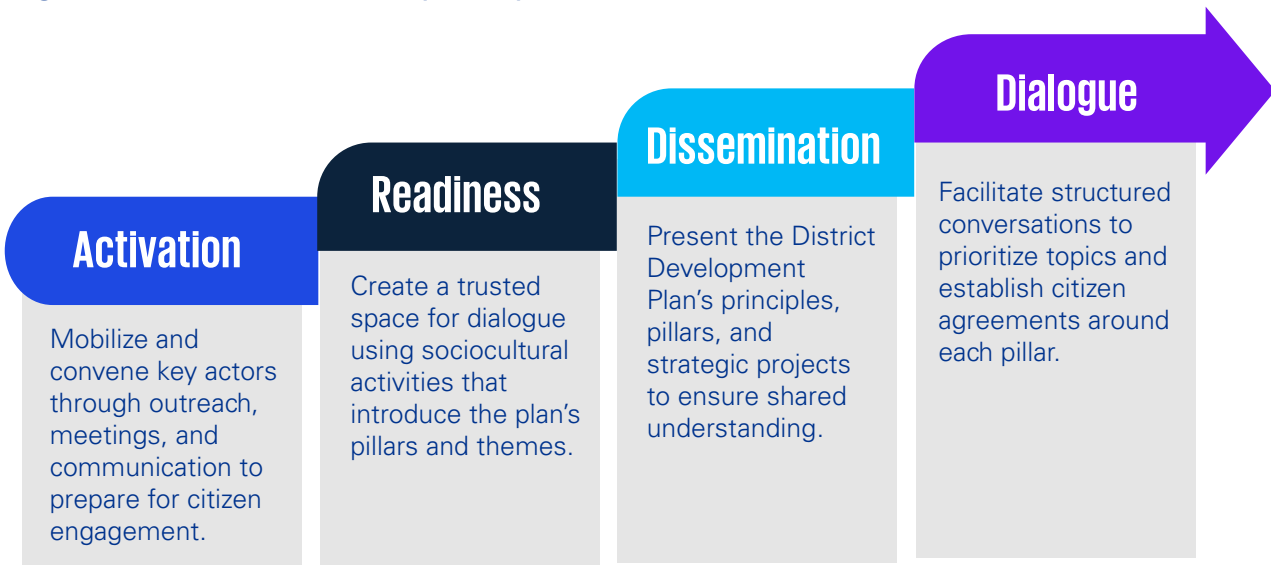 Activation
Mobilize and
convene key actors
through outreach,
meetings, and
communication to
prepare for citizen
engagement.
Readiness
Create a trusted
space for dialogue
using sociocultural
activities that
introduce the plan’s
pillars and themes.
Dissemination
Present the District
Development
Plan’s principles,
pillars, and
strategic projects
to ensure shared
understanding.
Dialogue
Facilitate structured
conversations to
prioritize topics and
establish citizen
agreements around
each pillar.